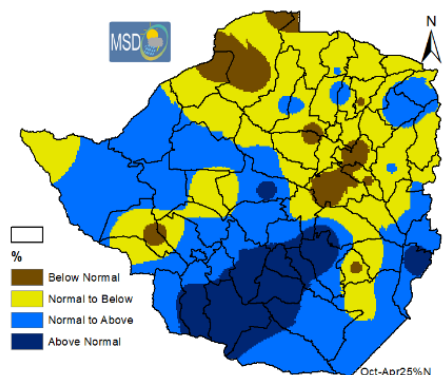 MSD
N
%
Below Normal
Normal to Below
Normal to Above
Above Normal
Oct-Apr25%N